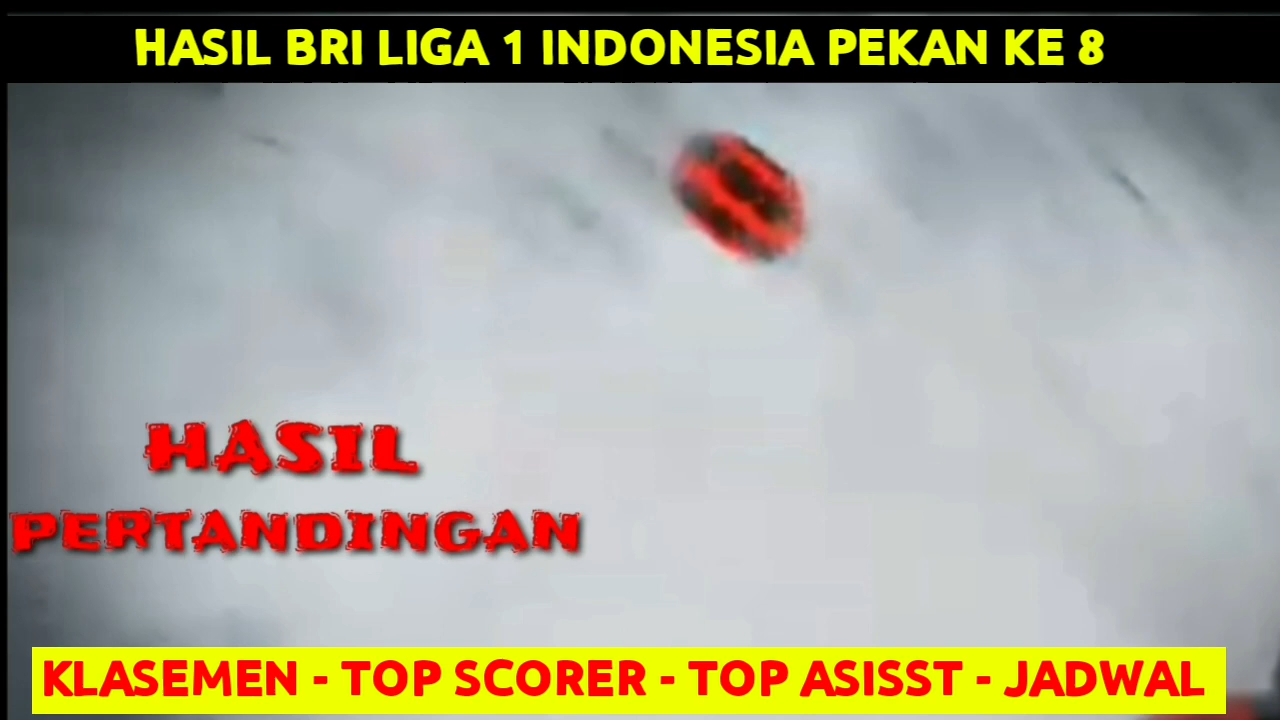 HASIL BRI LIGA 1 INDONESIA PEKAN KE 8
HASIL
PERTANDINGAN
KLASEMEN - TOP SCORER - TOP ASISST - JADWAL